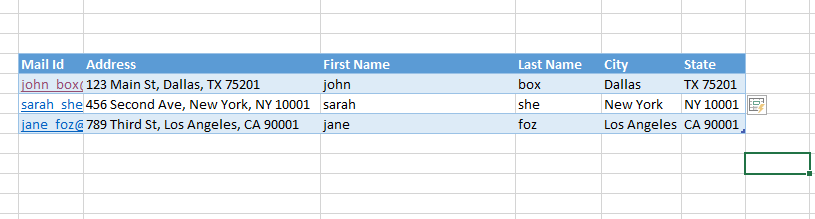 Mail Id Address First Name Last Name City State
john_box( 123 Main St, Dallas, TX 75201 john box Dallas TX 75201
sarah_she 456 Second Ave, New York, NY 10001 sarah she New York NY 10001
jane_foz@ 789 Third St, Los Angeles, CA 90001 jane foz Los Angeles CA 90001